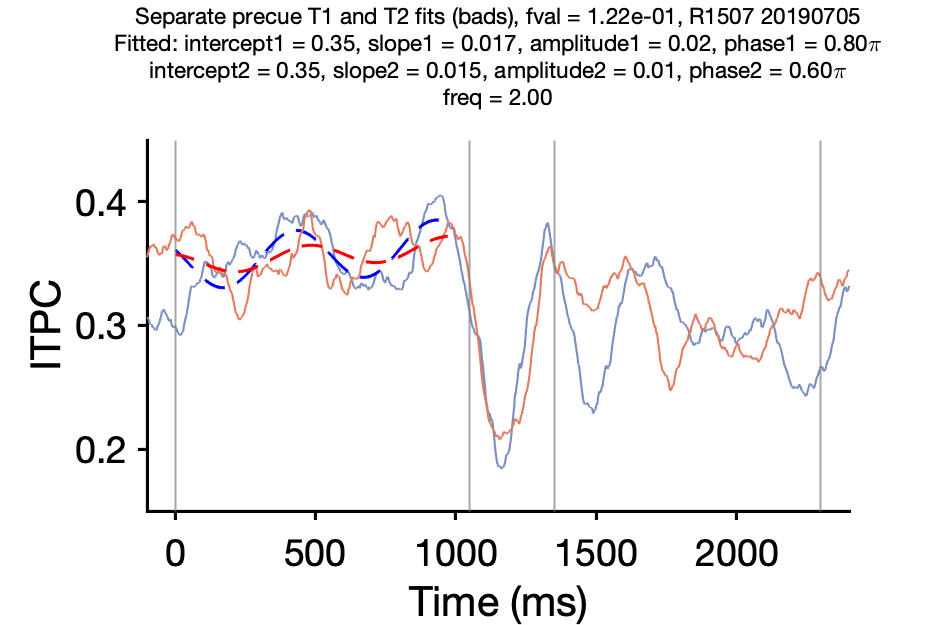 Separate precue T1 and T2 fits (bads), fval = 1.22e-01, R1507 20190705
Fitted: intercept1 = 0.35, slope1 = 0.017, amplitude1 = 0.02, phase1 = 0.80π
intercept2 = 0.35, slope2 = 0.015, amplitude2 = 0.01, phase2 = 0.60π
freq = 2.00
0.4
0.3
0.2
ITPC
0 500 1000 1500 2000
Time (ms)